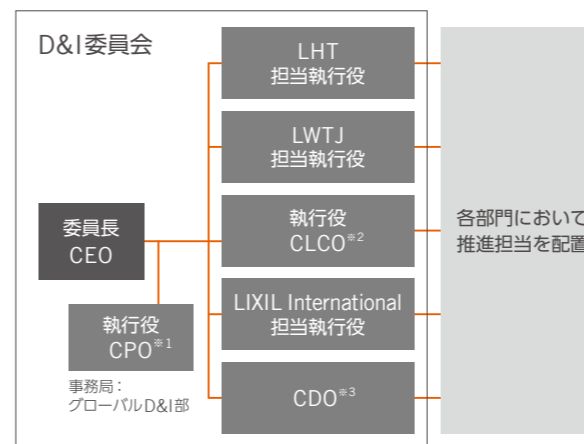 D&I委員会
委員長
CEO
執行役
CPO※1
事務局：
グローバルD&I部
LHT
担当執行役
LWTJ
担当執行役
執行役
CLCO※2
LIXIL International
担当執行役
CDO※3
各部門において
推進担当を配置